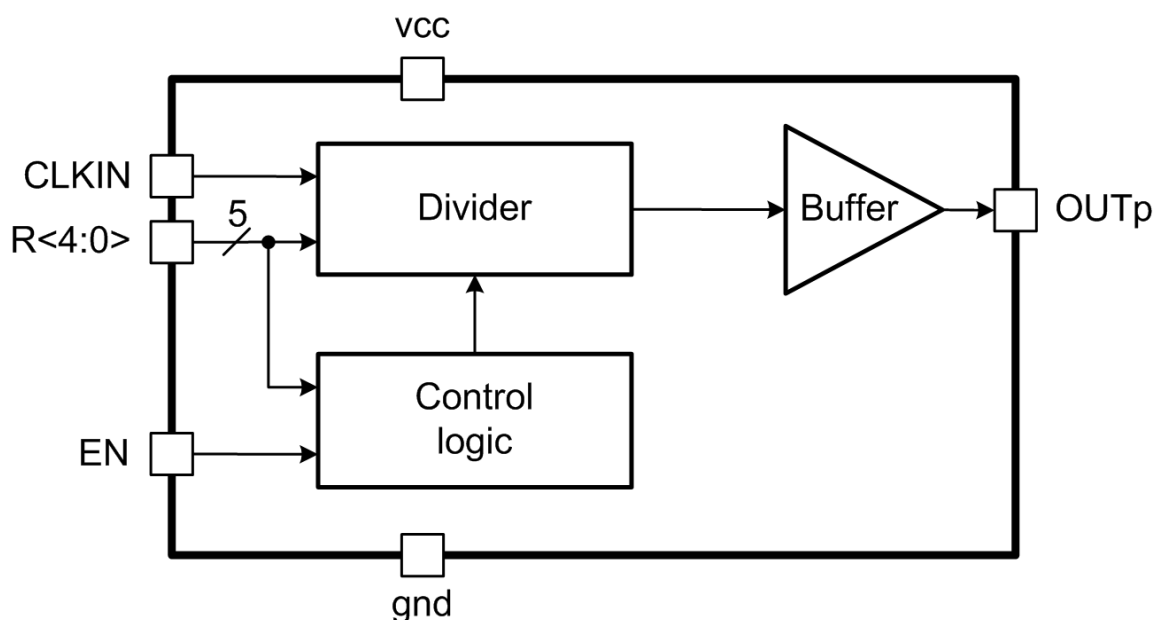 vcc
CLKIN
5
R<4:0>
Divider
Buffer
OUTp
Control
logic
EN
gnd